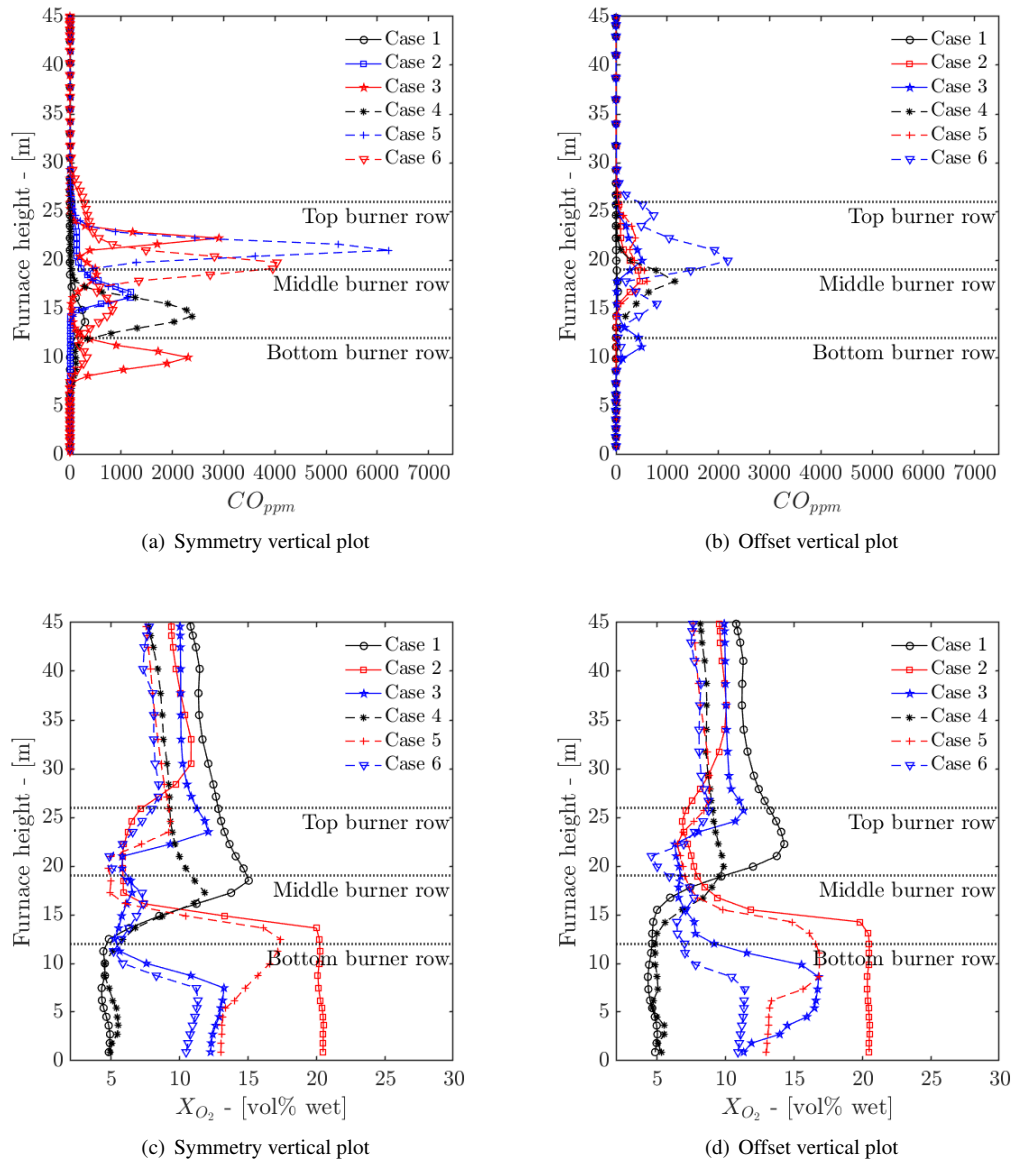 45
40
35
30
25
20
15
10
5
0
Furnace height - [m]
Case 1
Case 2
Case 3
Case 4
Case 5
Case 6
Top burner row
Middle burner row
Bottom burner row
0 1000 2000 3000 4000 5000 6000 7000
CO_ppm
(a) Symmetry vertical plot
45
40
35
30
25
20
15
10
5
0
Furnace height - [m]
Case 1
Case 2
Case 3
Case 4
Case 5
Case 6
Top burner row
Middle burner row
Bottom burner row
0 1000 2000 3000 4000 5000 6000 7000
CO_ppm
(b) Offset vertical plot
45
40
35
30
25
20
15
10
5
0
Furnace height - [m]
Case 1
Case 2
Case 3
Case 4
Case 5
Case 6
Top burner row
Middle burner row
Bottom burner row
5 10 15 20 25 30
X_O2 - [vol% wet]
(c) Symmetry vertical plot
45
40
35
30
25
20
15
10
5
0
Furnace height - [m]
Case 1
Case 2
Case 3
Case 4
Case 5
Case 6
Top burner row
Middle burner row
Bottom burner row
5 10 15 20 25 30
X_O2 - [vol% wet]
(d) Offset vertical plot